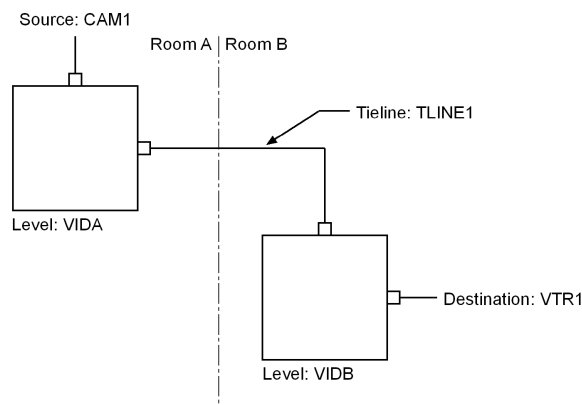 Source: CAM1
Room A
Room B
Tieline: TLINE1
Level: VIDA
Destination: VTR1
Level: VIDB